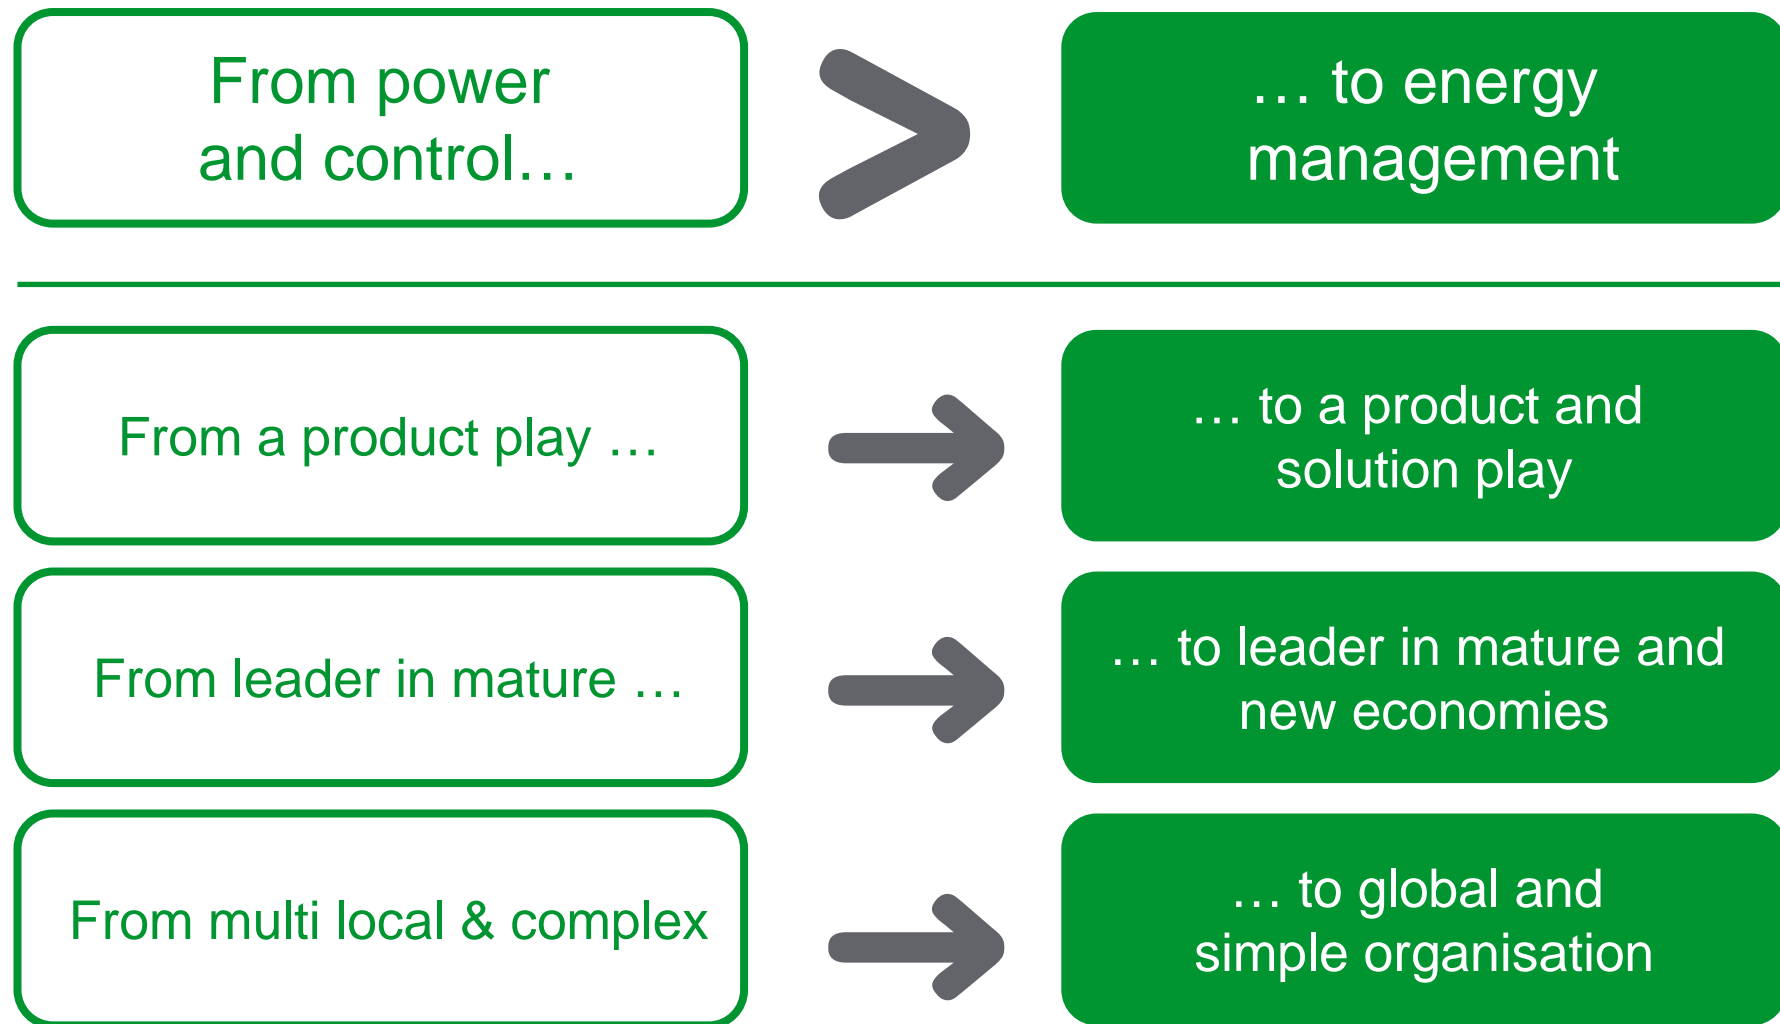 From power
and control…
… to energy
management
From a product play …
… to a product and
solution play
From leader in mature …
… to leader in mature and
new economies
From multi local & complex
… to global and
simple organisation